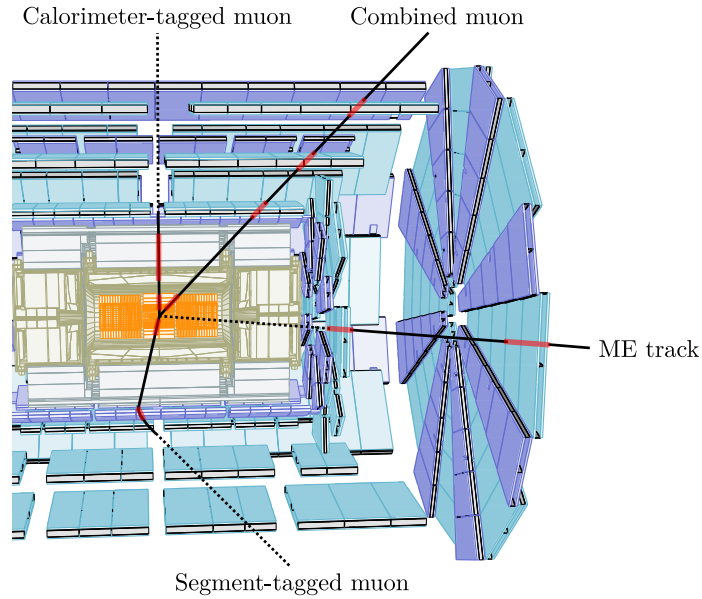 Calorimeter-tagged muon
Combined muon
ME track
Segment-tagged muon